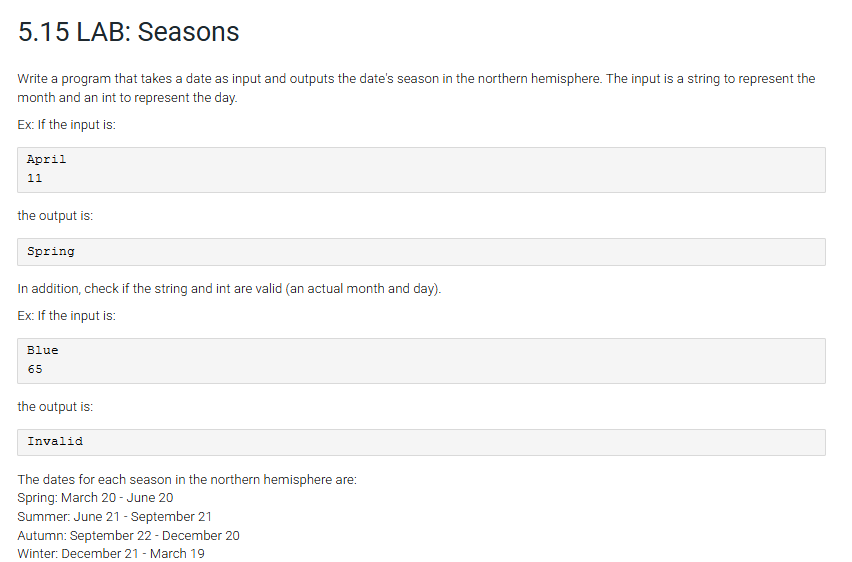 5.15 LAB: Seasons
Write a program that takes a date as input and outputs the date's season in the northern hemisphere. The input is a string to represent the
month and an int to represent the day.
Ex: If the input is:
April
11
the output is:
Spring
In addition, check if the string and int are valid (an actual month and day).
Ex: If the input is:
Blue
65
the output is:
Invalid
The dates for each season in the northern hemisphere are:
Spring: March 20 - June 20
Summer: June 21 - September 21
Autumn: September 22 - December 20
Winter: December 21 - March 19